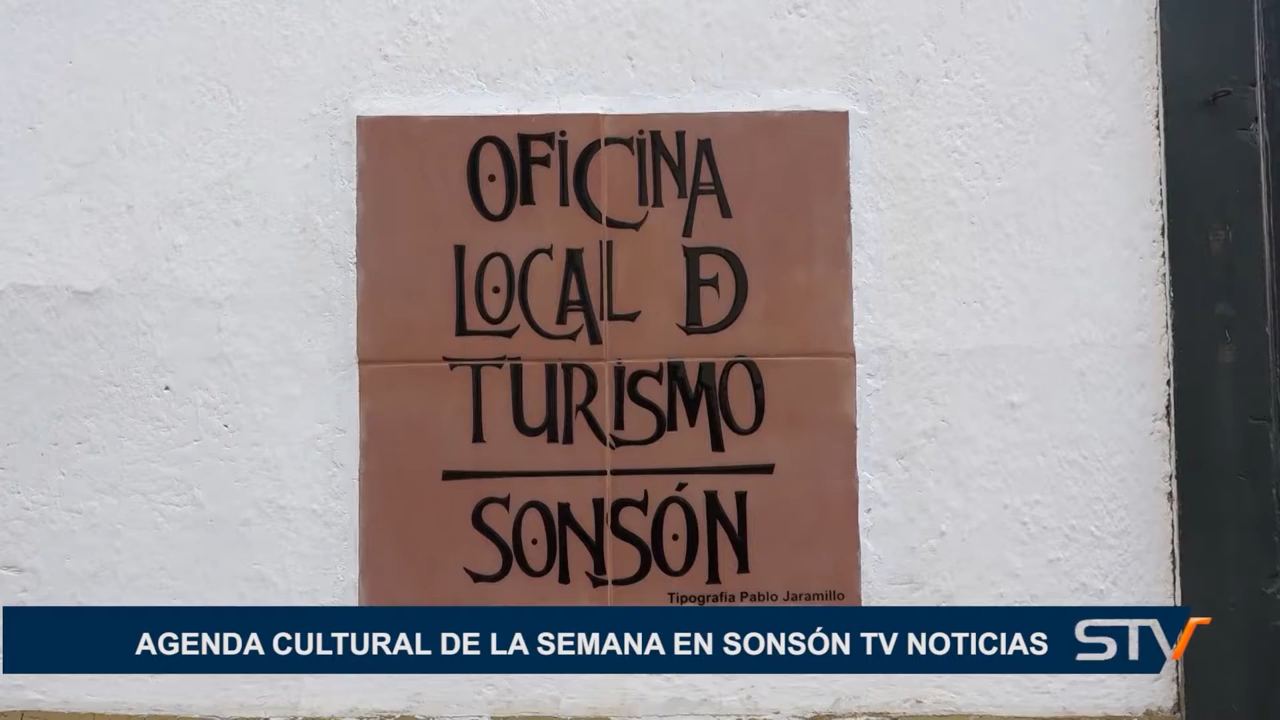 OFICINA
LOCAL DE
TURISMO
SONSÓN
Tipografia Pablo Jaramillo
AGENDA CULTURAL DE LA SEMANA EN SONSÓN TV NOTICIAS
STV